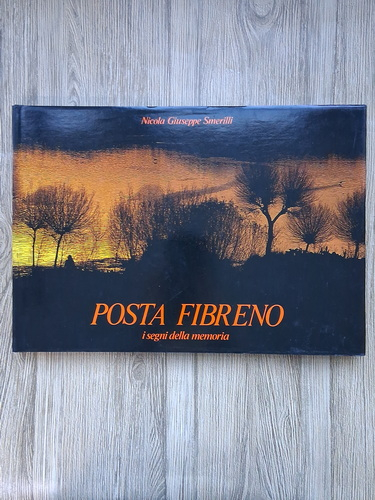 Nicola Giuseppe Smerilli
POSTA FIBRENO
i segni della memoria